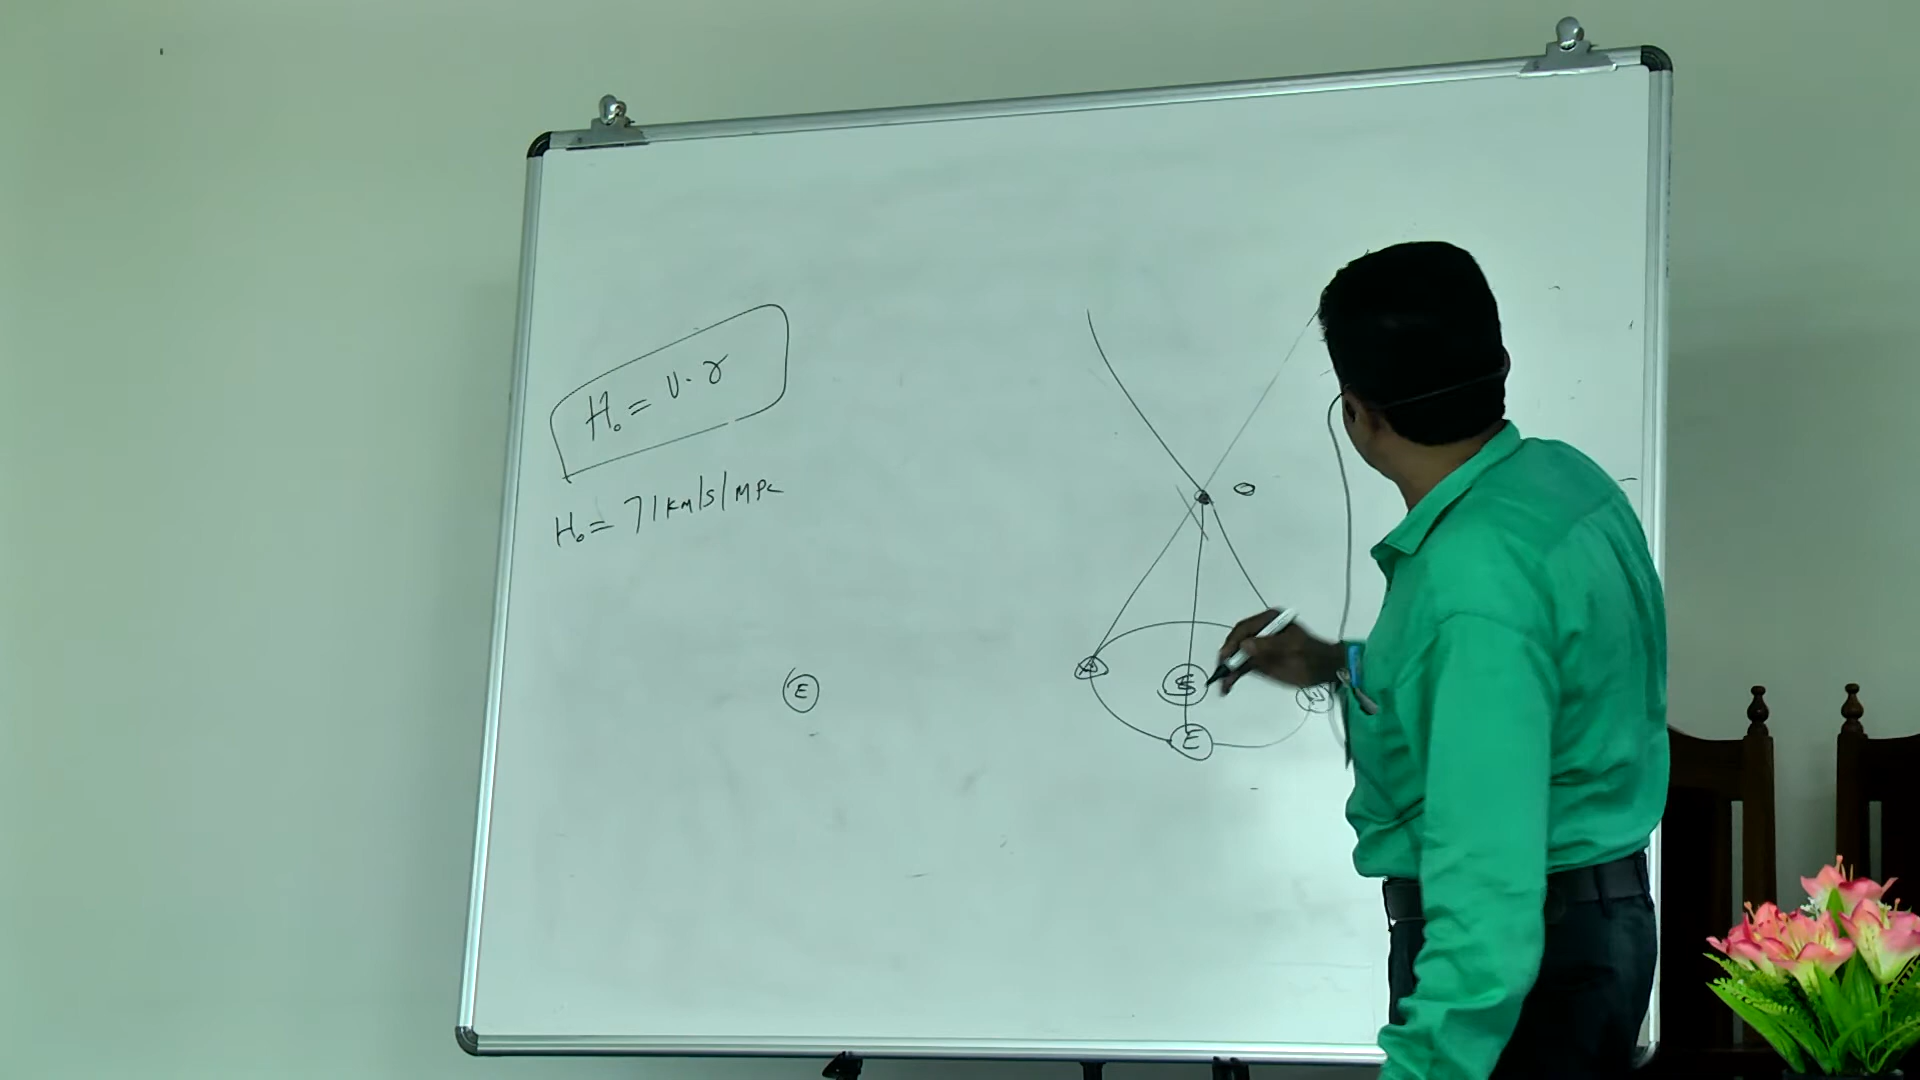 H₀ = v · r
H₀ = 71 km/s/MPc
E
E